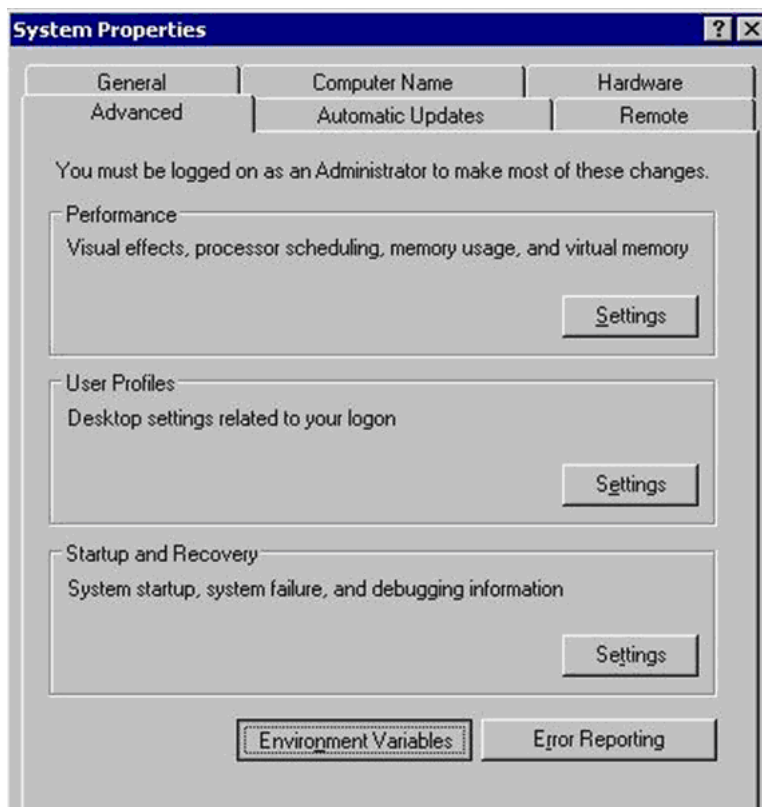 System Properties
General Computer Name Hardware
Advanced Automatic Updates Remote
You must be logged on as an Administrator to make most of these changes.
Performance
Visual effects, processor scheduling, memory usage, and virtual memory
Settings
User Profiles
Desktop settings related to your logon
Settings
Startup and Recovery
System startup, system failure, and debugging information
Settings
Environment Variables Error Reporting